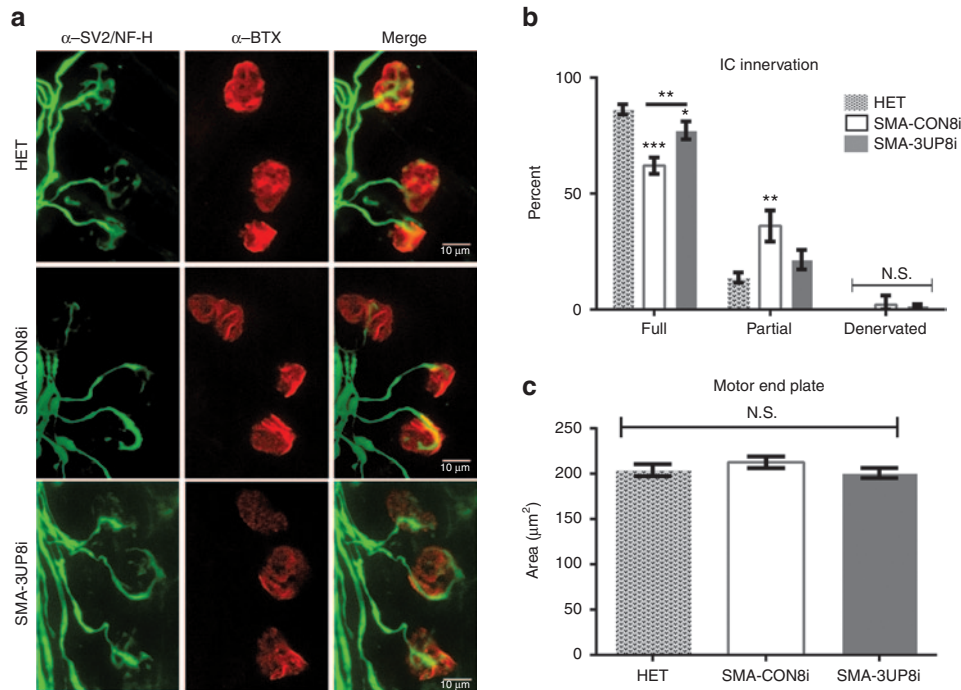 a
α–SV2/NF-H
α–BTX
Merge
HET
10 μm
SMA-CON8i
10 μm
SMA-3UP8i
10 μm
b
IC innervation
HET
SMA-CON8i
SMA-3UP8i
Percent
100
50
0
***
**
*
**
N.S.
Full
Partial
Denervated
c
Motor end plate
N.S.
Area (μm²)
250
200
150
100
50
0
HET
SMA-CON8i
SMA-3UP8i